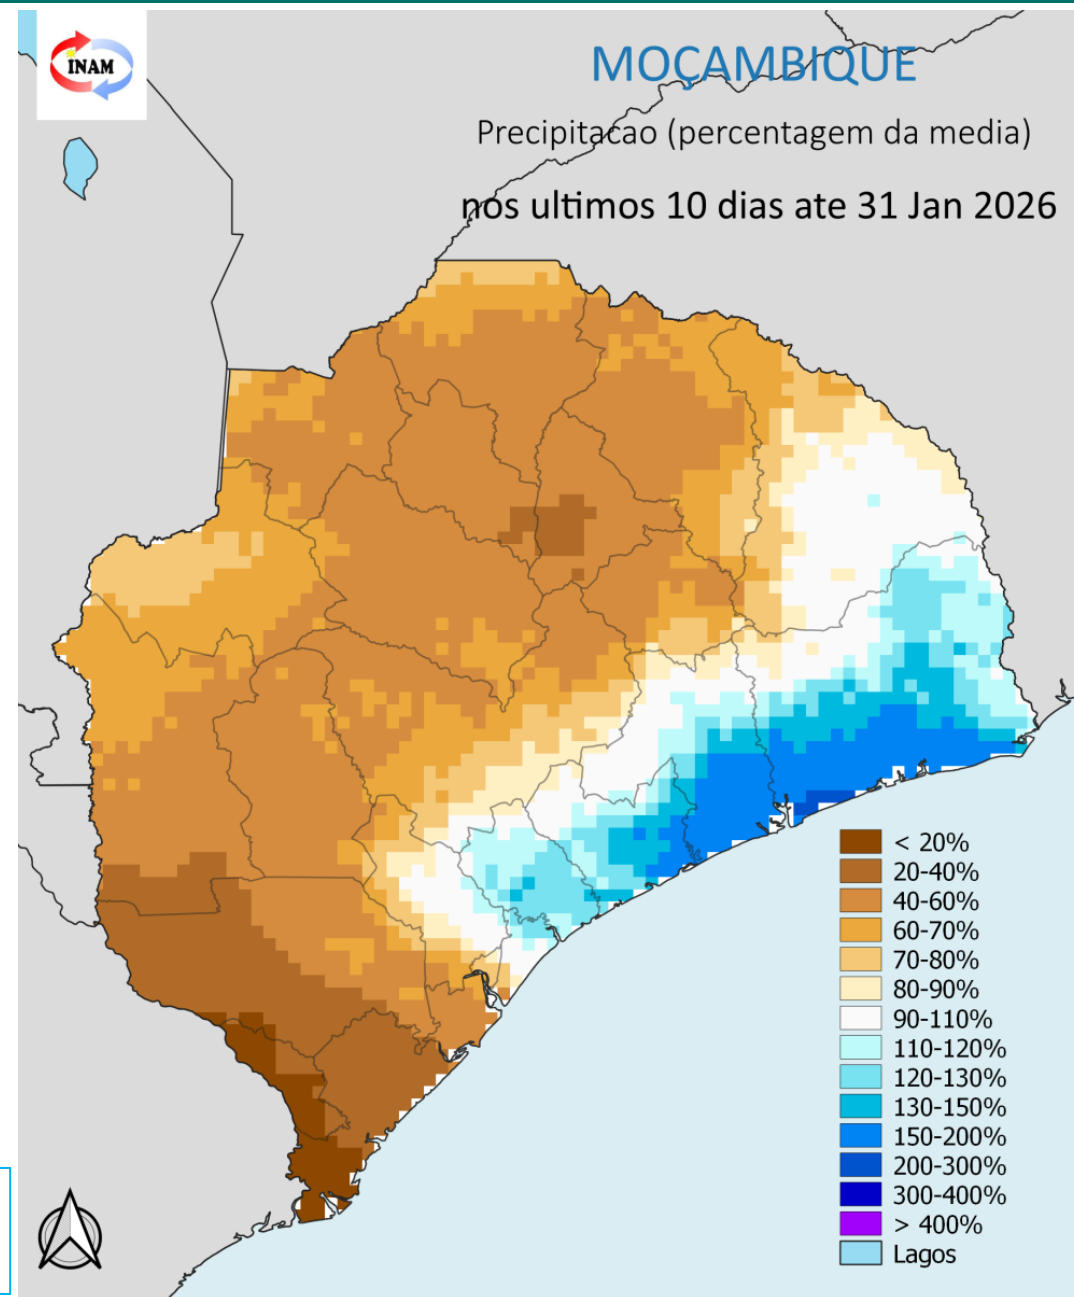 INAM
MOÇAMBIQUE
Precipitacao (percentagem da media)
nos ultimos 10 dias ate 31 Jan 2026
< 20%
20-40%
40-60%
60-70%
70-80%
80-90%
90-110%
110-120%
120-130%
130-150%
150-200%
200-300%
300-400%
> 400%
Lagos